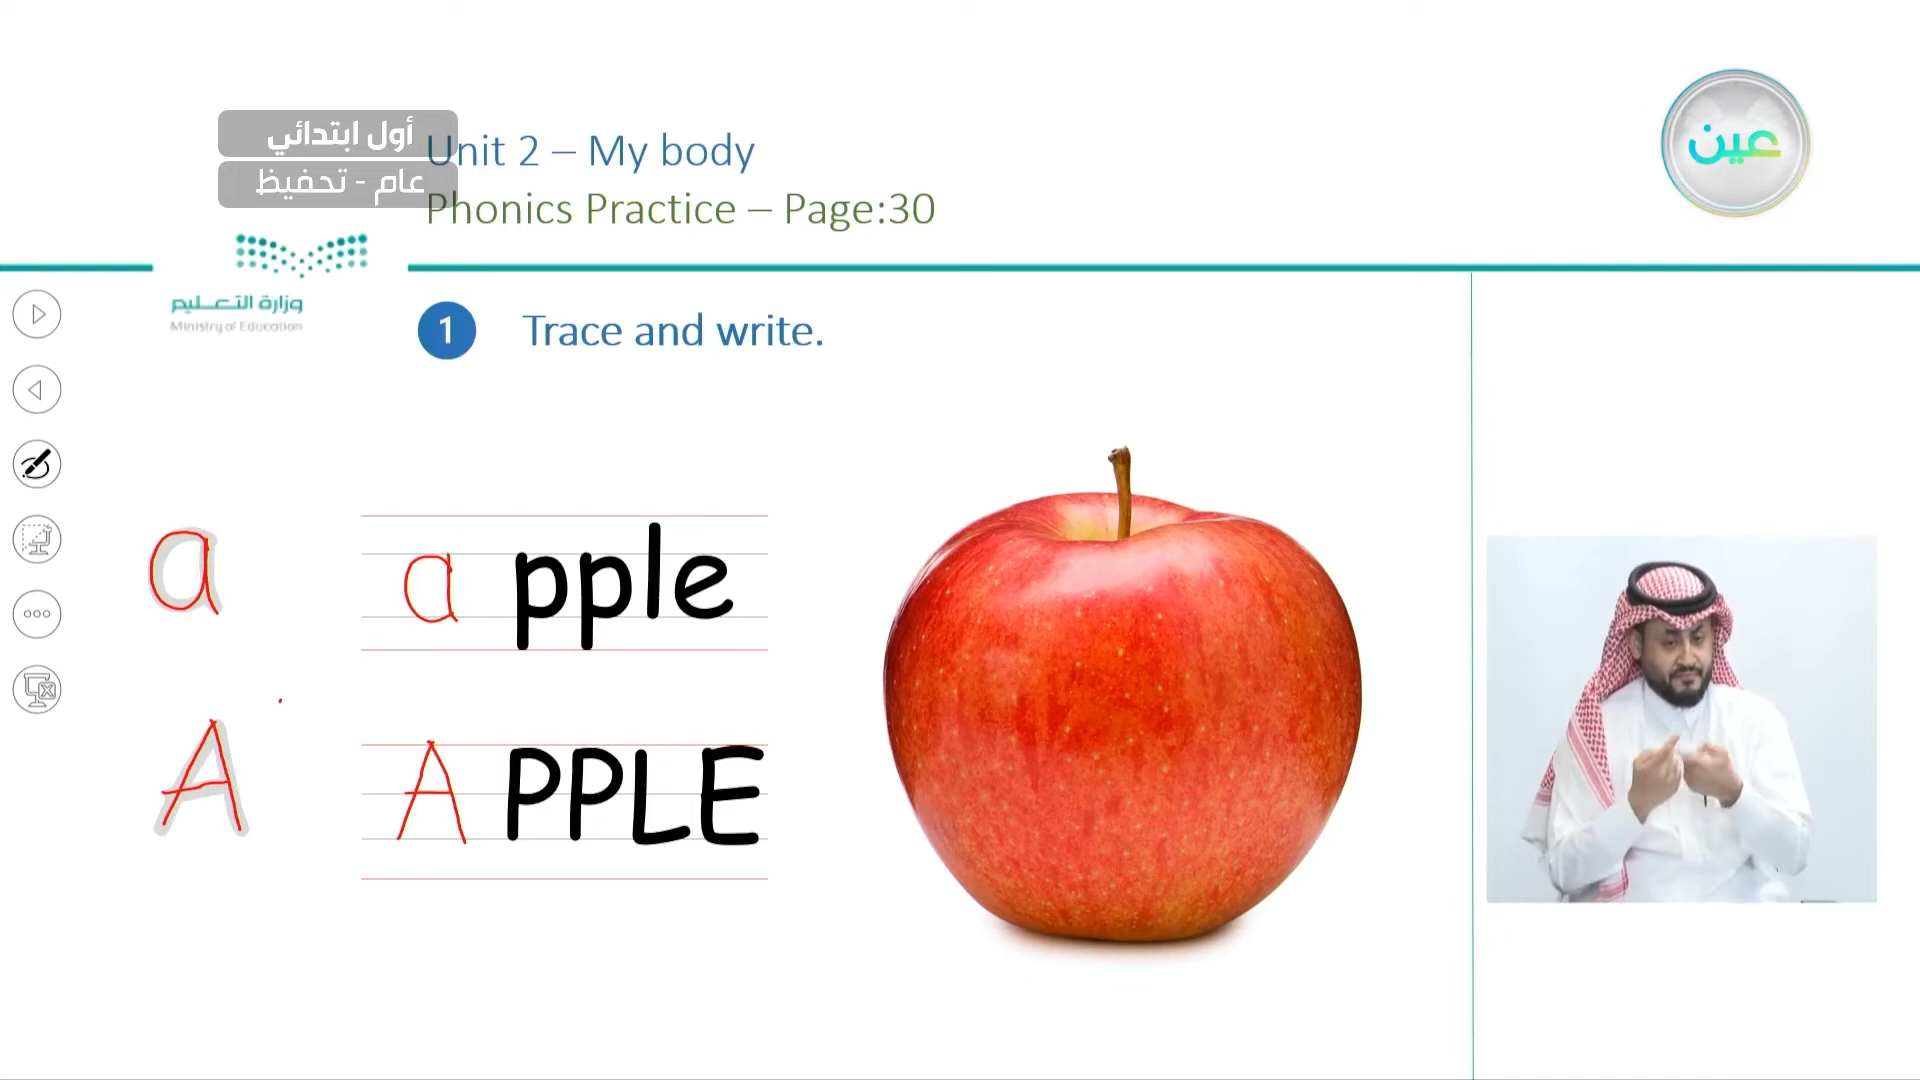 أول ابتدائي
عام - تحفيظ
Unit 2 – My body
Phonics Practice – Page:30
عين
وزارة التعليم
Ministry of Education
1 Trace and write.
a a pple
A A PPLE